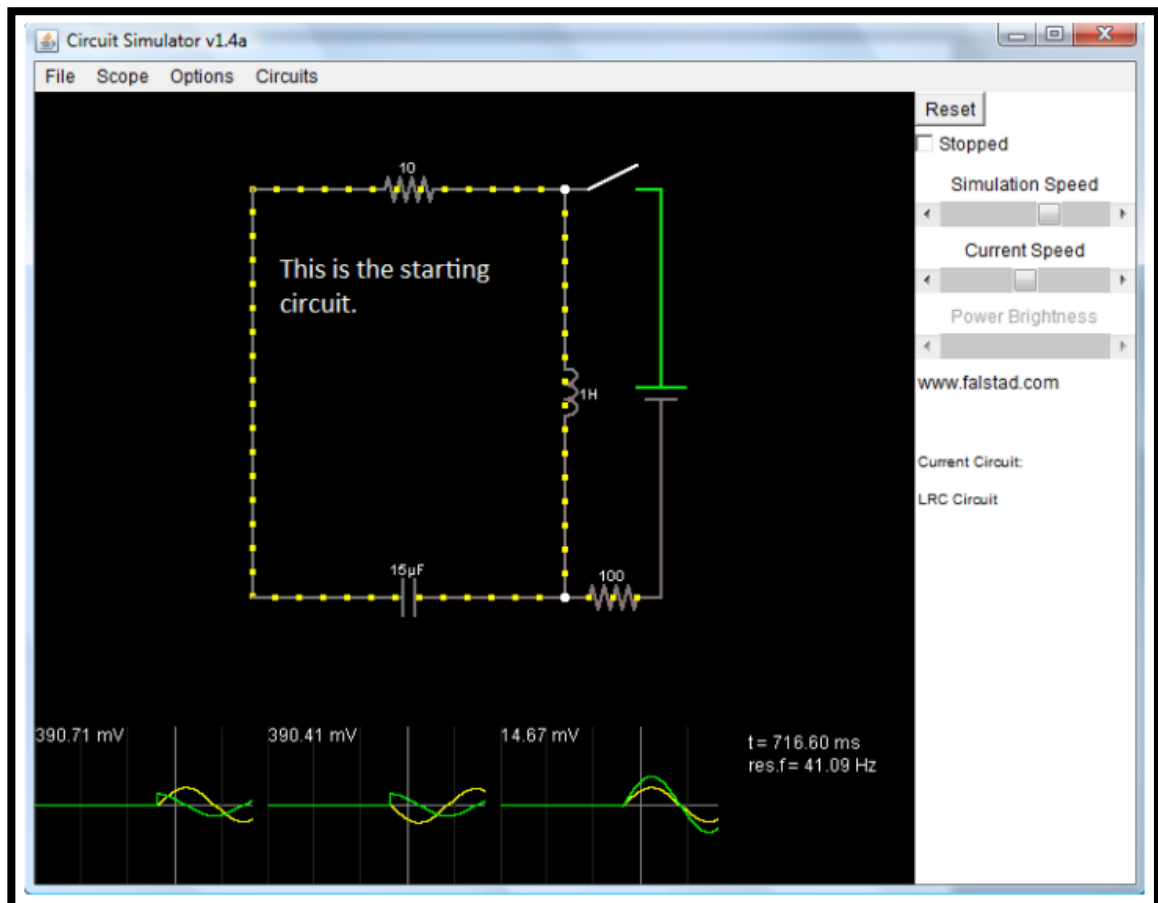 Circuit Simulator v1.4a
File Scope Options Circuits
Reset
Stopped
Simulation Speed
Current Speed
Power Brightness
www.falstad.com
Current Circuit:
LRC Circuit
10
This is the starting
circuit.
1H
15µF
100
390.71 mV
390.41 mV
14.67 mV
t = 716.60 ms
res.f = 41.09 Hz